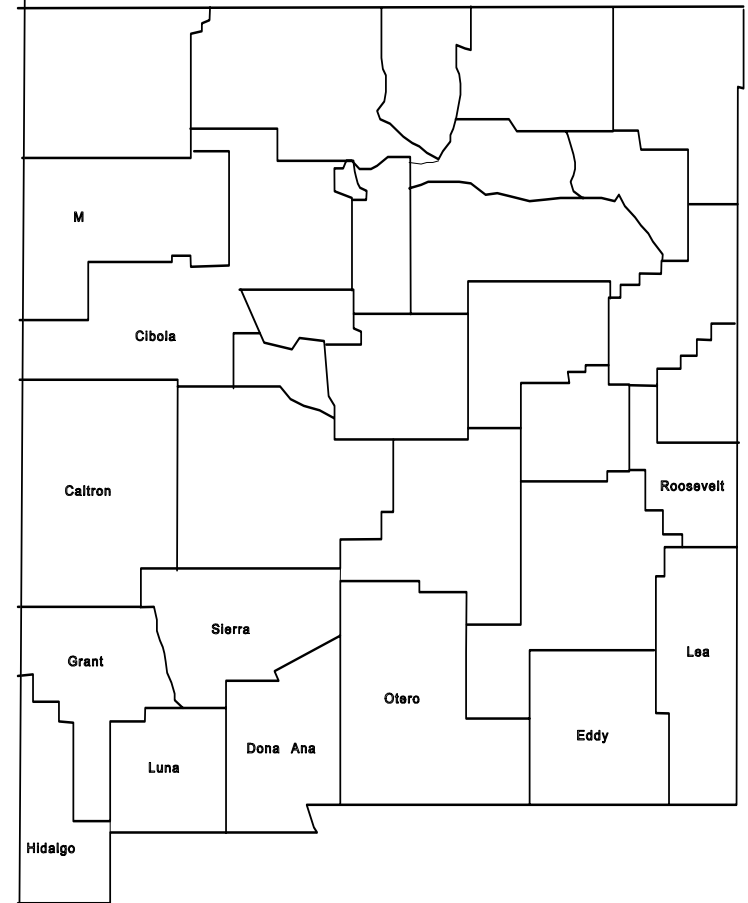 M
Cibola
Caltron
Roosevelt
Sierra
Grant
Lea
Otero
Eddy
Dona Ana
Luna
Hidalgo